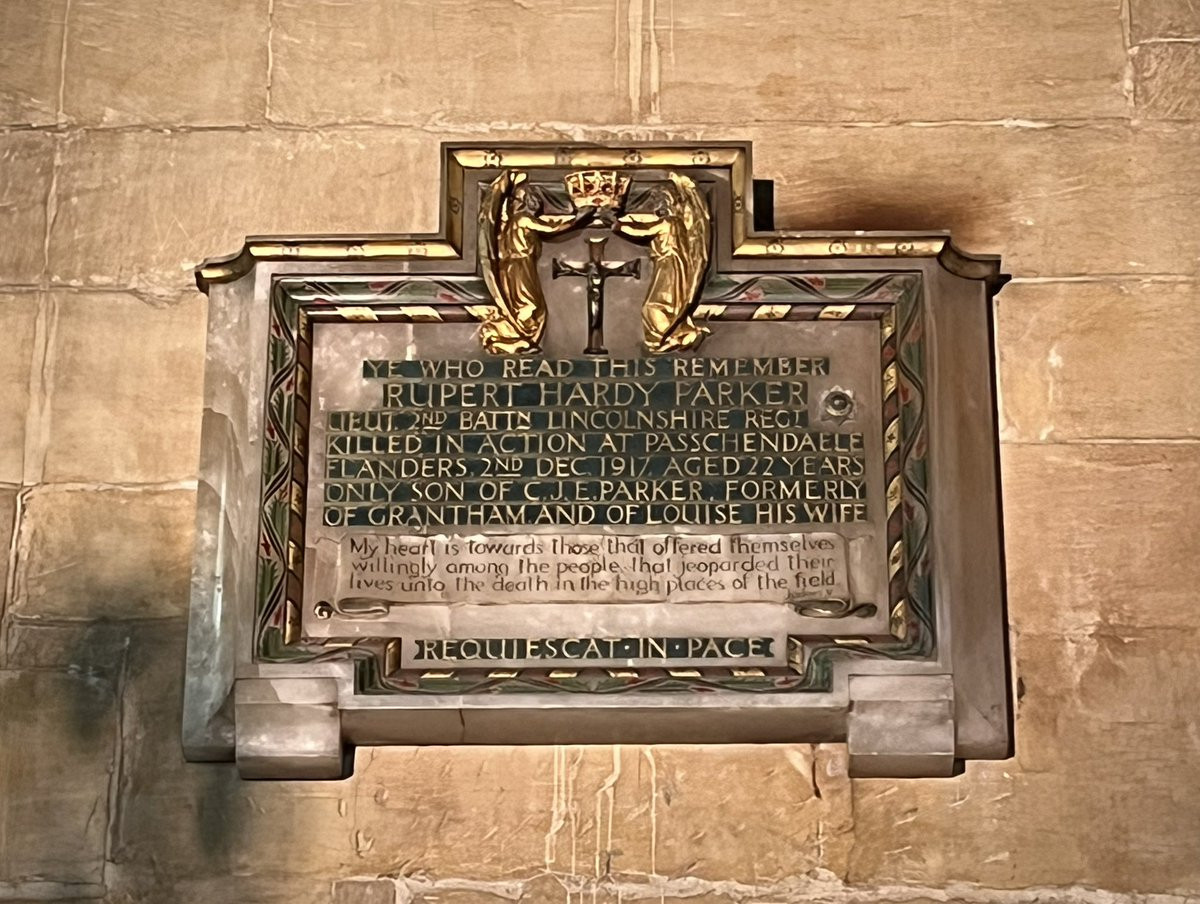 YE WHO READ THIS REMEMBER
RUPERT HARDY PARKER
LIEUT. 2ND BATTN LINCOLNSHIRE REGT
KILLED IN ACTION AT PASSCHENDAELE
FLANDERS. 2ND DEC. 1917. AGED 22 YEARS
ONLY SON OF C.J.E. PARKER. FORMERLY
OF GRANTHAM. AND OF LOUISE HIS WIFE
My heart is towards those that offered themselves
willingly among the people that jeoparded their
lives unto the death in the high places of the field.
REQUIESCAT · IN · PACE